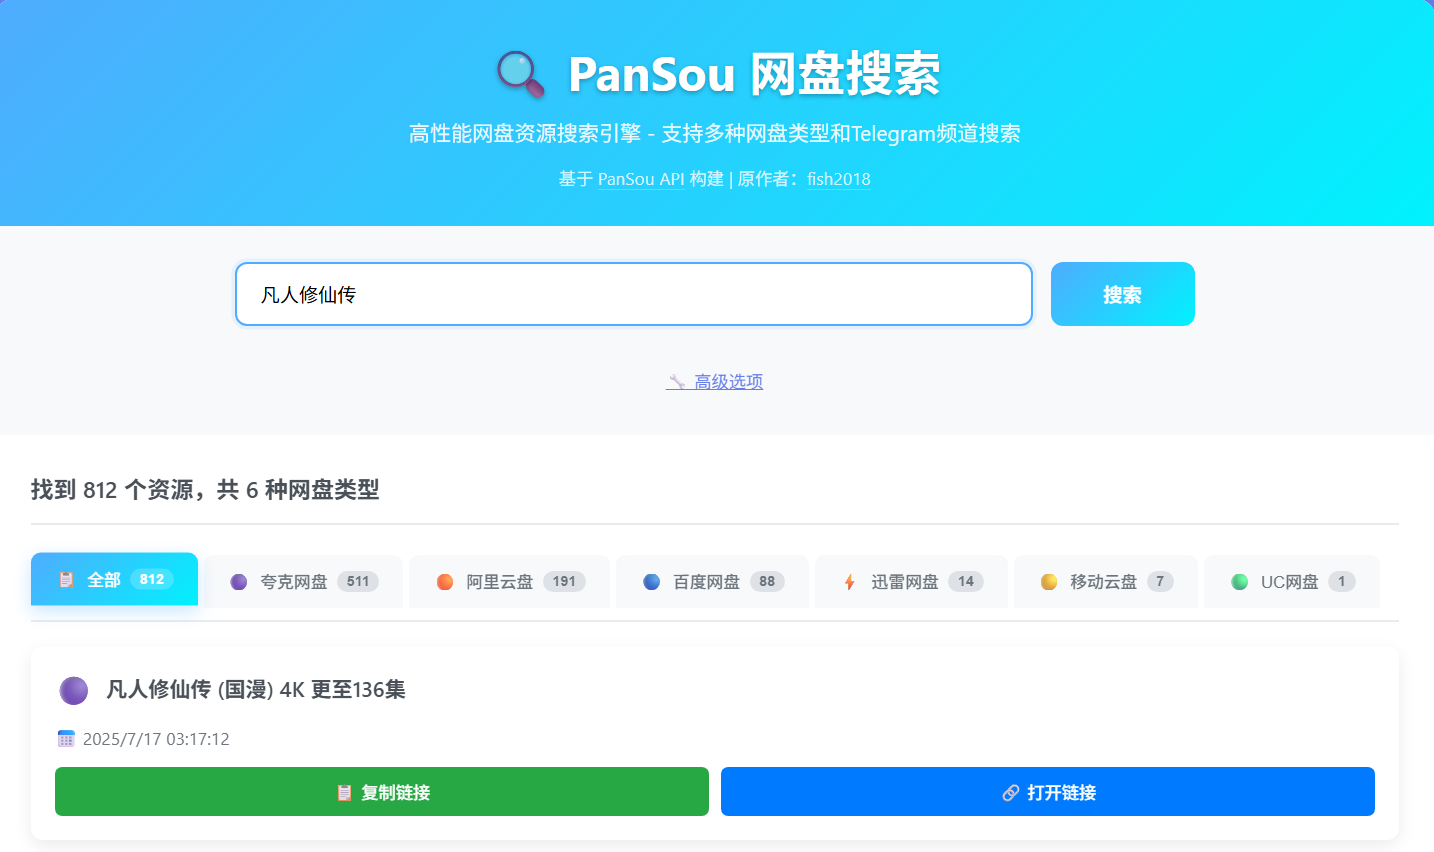 PanSou 网盘搜索
高性能网盘资源搜索引擎 - 支持多种网盘类型和Telegram频道搜索
基于 PanSou API 构建 | 原作者：fish2018
凡人修仙传
搜索
高级选项
找到 812 个资源，共 6 种网盘类型
全部 812 夸克网盘 511 阿里云盘 191 百度网盘 88 迅雷网盘 14 移动云盘 7 UC网盘 1
凡人修仙传 (国漫) 4K 更至136集
2025/7/17 03:17:12
复制链接 打开链接